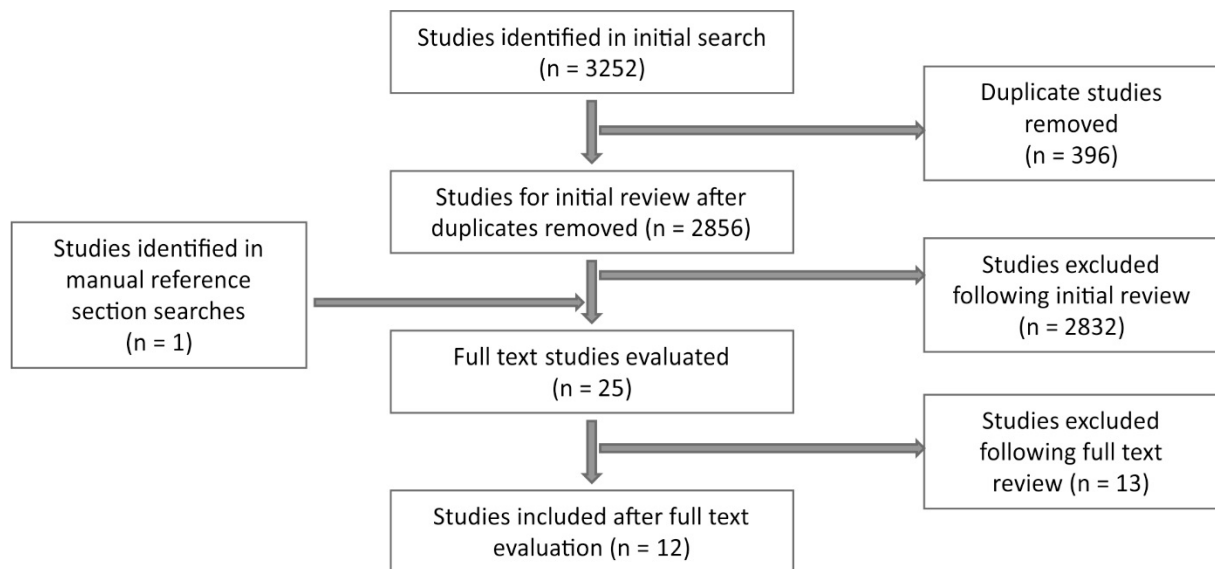 Studies identified in initial search
(n = 3252)
Duplicate studies
removed
(n = 396)
Studies for initial review after
duplicates removed (n = 2856)
Studies identified in
manual reference
section searches
(n = 1)
Studies excluded
following initial review
(n = 2832)
Full text studies evaluated
(n = 25)
Studies excluded
following full text
review (n = 13)
Studies included after full text
evaluation (n = 12)